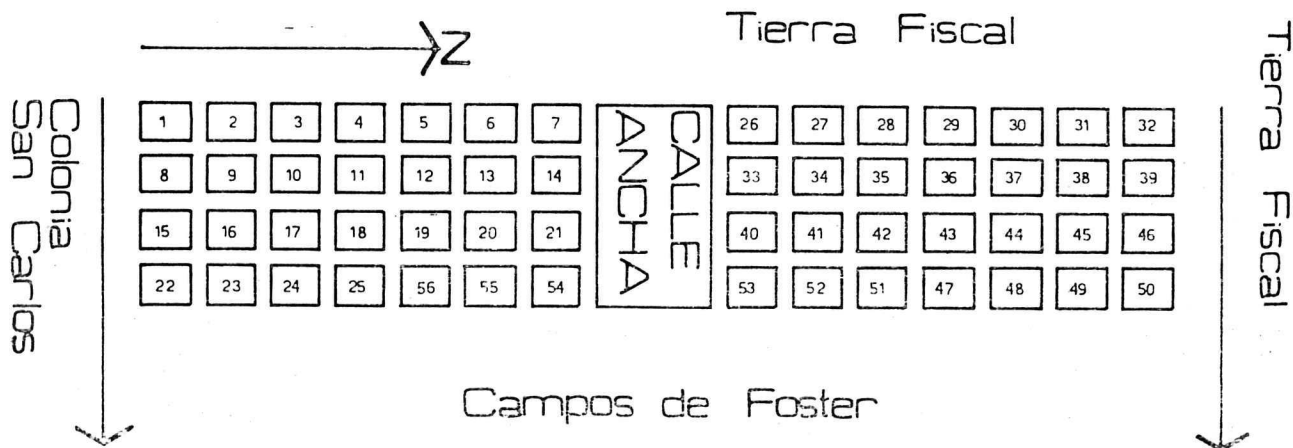 Tierra Fiscal
N
Colonia
San Carlos
1 2 3 4 5 6 7
8 9 10 11 12 13 14
15 16 17 18 19 20 21
22 23 24 25 56 55 54
CALLE
ANCHA
26 27 28 29 30 31 32
33 34 35 36 37 38 39
40 41 42 43 44 45 46
53 52 51 47 48 49 50
Tierra Fiscal
Campos de Foster